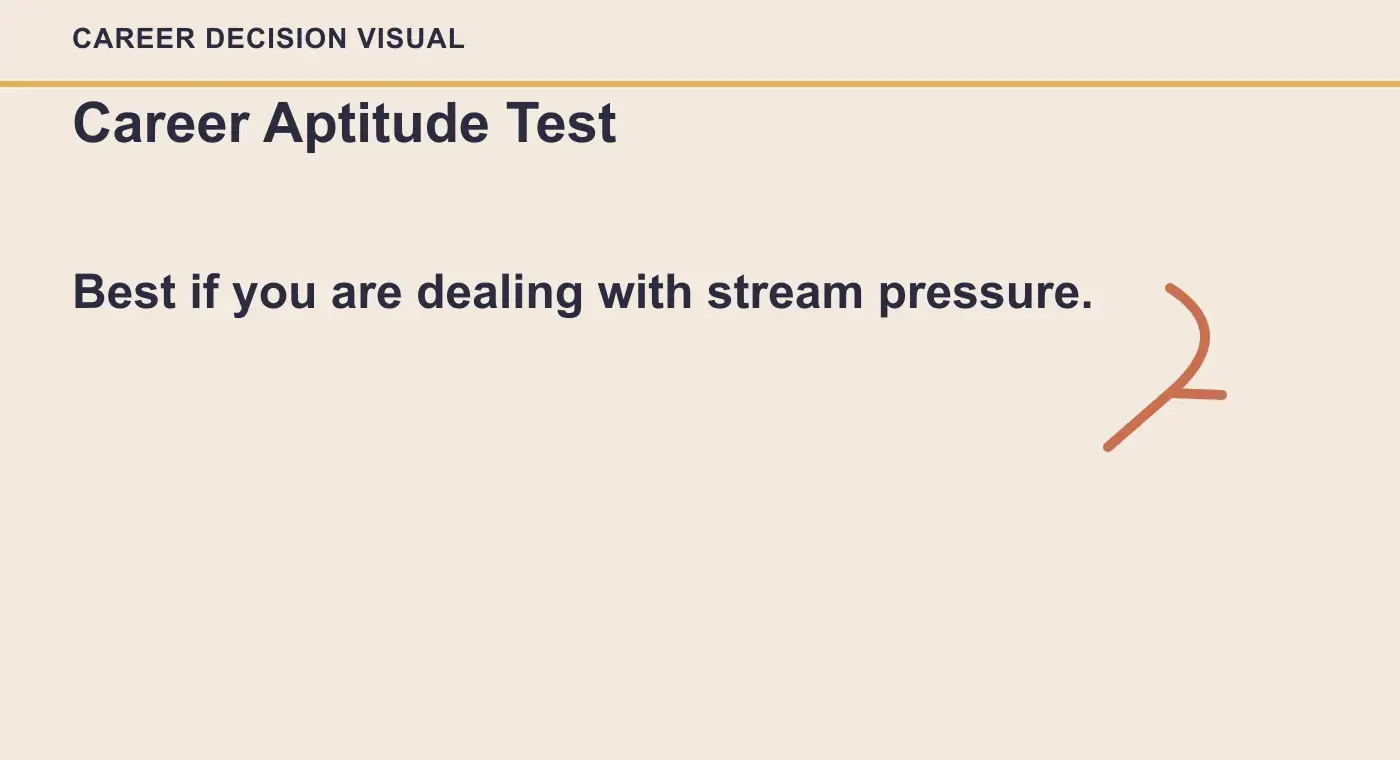 CAREER DECISION VISUAL
Career Aptitude Test
Best if you are dealing with stream pressure.